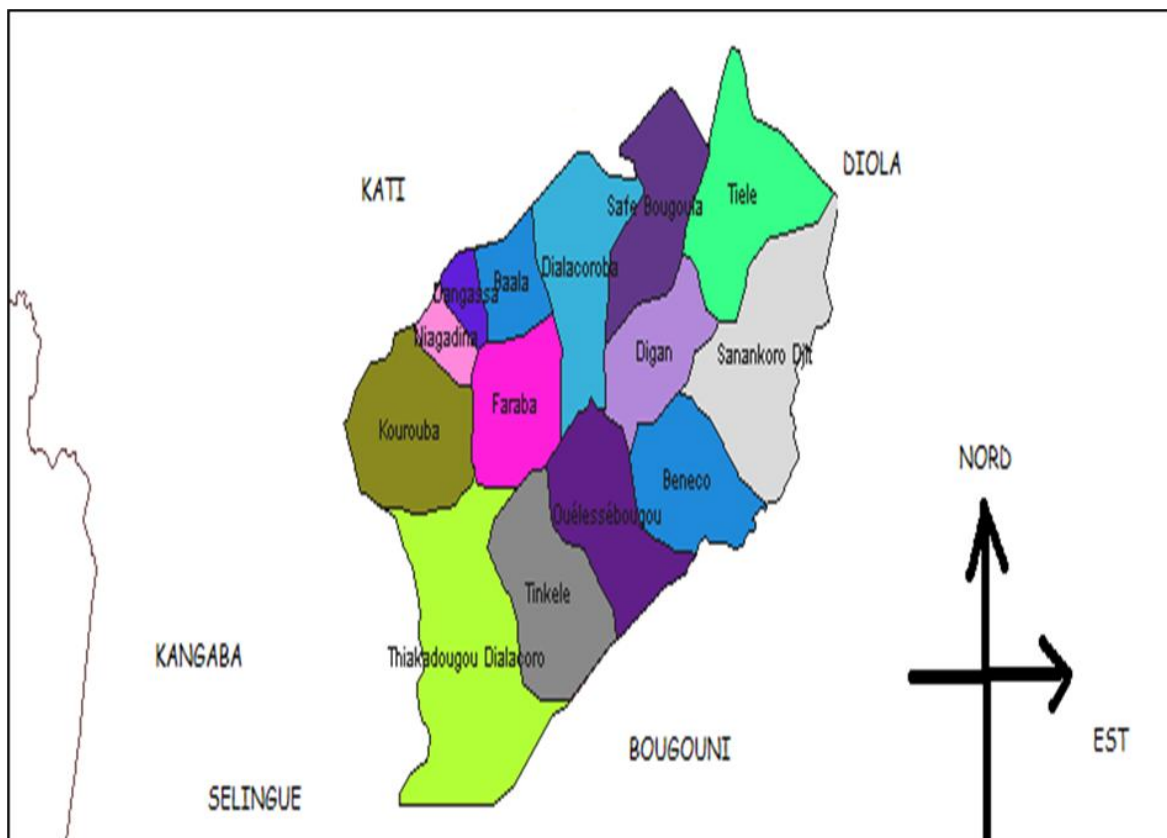 DIOLA
KATI
Tiele
Safe Bougoula
Dialacoroba
Baala
Dangassa
Niagadina
Digan
Sanankoro Djit
Faraba
Kourouba
NORD
Beneco
Ouélessébougou
Tinkele
KANGABA
Thiakadougou Dialacoro
EST
BOUGOUNI
SELINGUE